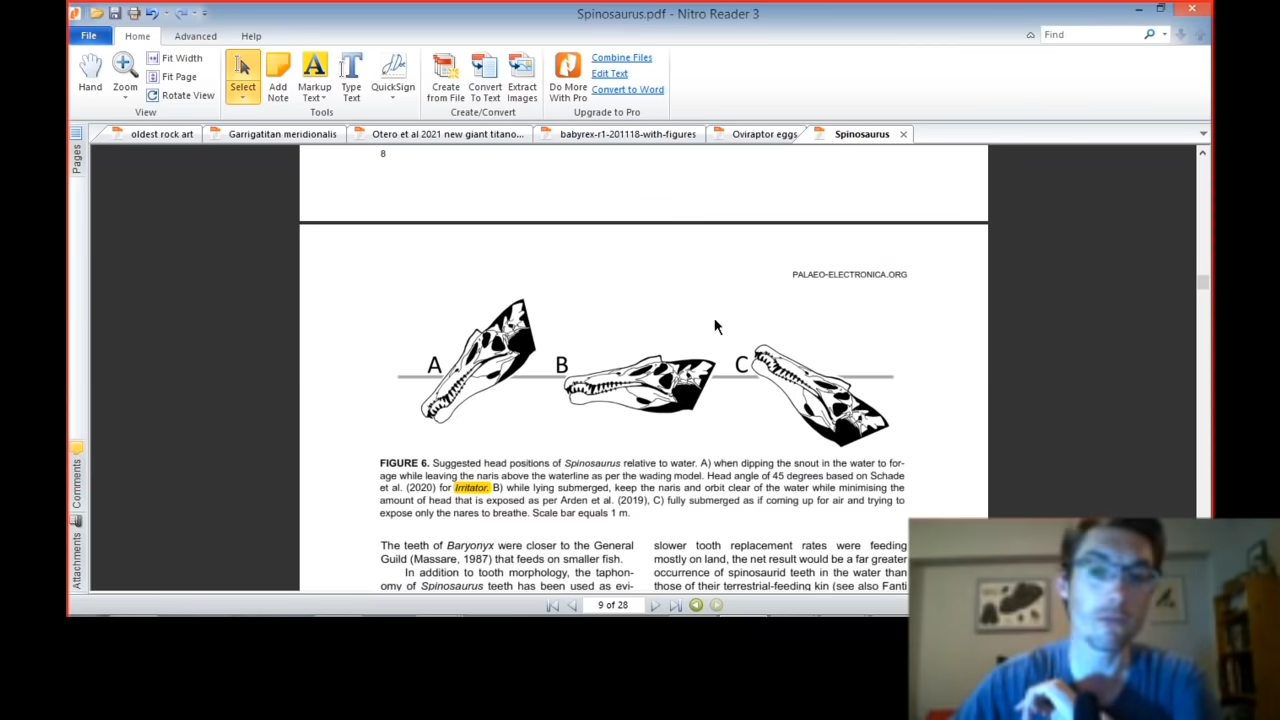 Spinosaurus.pdf - Nitro Reader 3
File
Home
Advanced
Help
Find
Hand
Zoom
Fit Width
Fit Page
Rotate View
View
Select
Add
Note
Markup
Text
Type
Text
QuickSign
Tools
Create
from File
Convert
To Text
Extract
Images
Create/Convert
Do More
With Pro
Combine Files
Edit Text
Convert to Word
Upgrade to Pro
oldest rock art
Garrigatitan meridionalis
Otero et al 2021 new giant titano...
babyrex-r1-201118-with-figures
Oviraptor eggs
Spinosaurus
Pages
Comments
Attachments
8
PALAEO-ELECTRONICA.ORG
A
B
C
FIGURE 6. Suggested head positions of Spinosaurus relative to water. A) when dipping the snout in the water to for-
age while leaving the naris above the waterline as per the wading model. Head angle of 45 degrees based on Schade
et al. (2020) for Irritator. B) while lying submerged, keep the naris and orbit clear of the water while minimising the
amount of head that is exposed as per Arden et al. (2019), C) fully submerged as if coming up for air and trying to
expose only the nares to breathe. Scale bar equals 1 m.
The teeth of Baryonyx were closer to the General
Guild (Massare, 1987) that feeds on smaller fish.
In addition to tooth morphology, the taphon-
omy of Spinosaurus teeth has been used as evi-
slower tooth replacement rates were feeding
mostly on land, the net result would be a far greater
occurrence of spinosaurid teeth in the water than
those of their terrestrial-feeding kin (see also Fanti
9 of 28